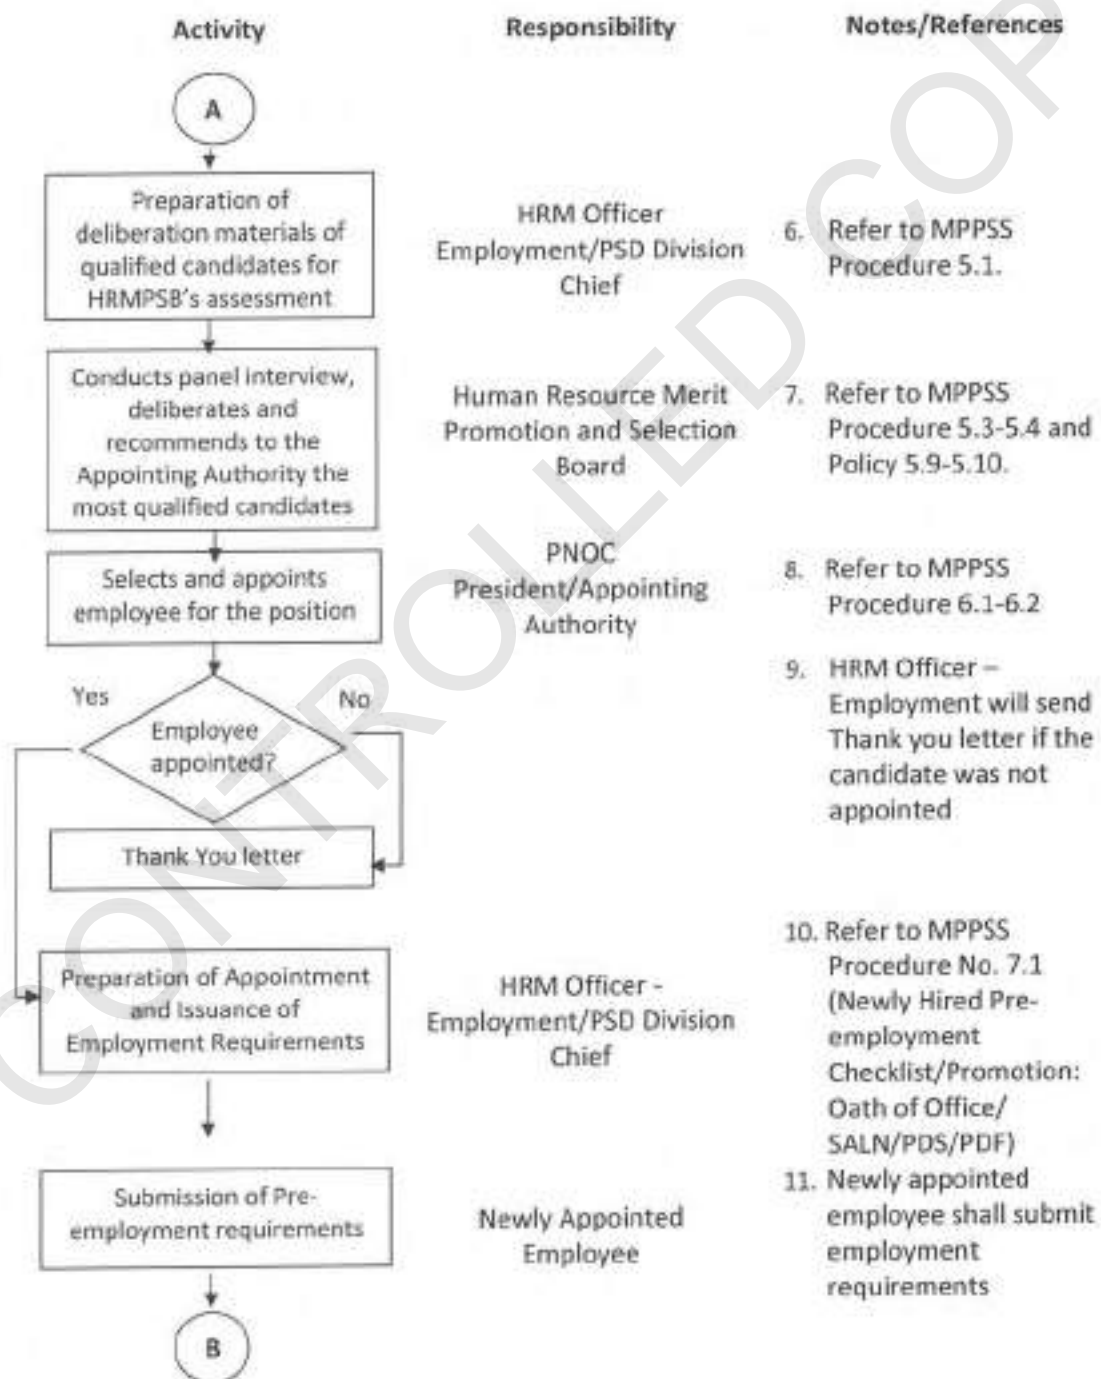 Activity
Responsibility
Notes/References
A
Preparation of
deliberation materials of
qualified candidates for
HRMPSB's assessment
HRM Officer
Employment/PSD Division
Chief
6. Refer to MPPSS
Procedure 5.1.
Conducts panel interview,
deliberates and
recommends to the
Appointing Authority the
most qualified candidates
Human Resource Merit
Promotion and Selection
Board
7. Refer to MPPSS
Procedure 5.3-5.4 and
Policy 5.9-5.10.
Selects and appoints
employee for the position
PNOC
President/Appointing
Authority
8. Refer to MPPSS
Procedure 6.1-6.2
Yes
No
Employee
appointed?
9. HRM Officer –
Employment will send
Thank you letter if the
candidate was not
appointed
Thank You letter
Preparation of Appointment
and Issuance of
Employment Requirements
HRM Officer -
Employment/PSD Division
Chief
10. Refer to MPPSS
Procedure No. 7.1
(Newly Hired Pre-
employment
Checklist/Promotion:
Oath of Office/
SALN/PDS/PDF)
Submission of Pre-
employment requirements
Newly Appointed
Employee
11. Newly appointed
employee shall submit
employment
requirements
B
CONTROLLED COP